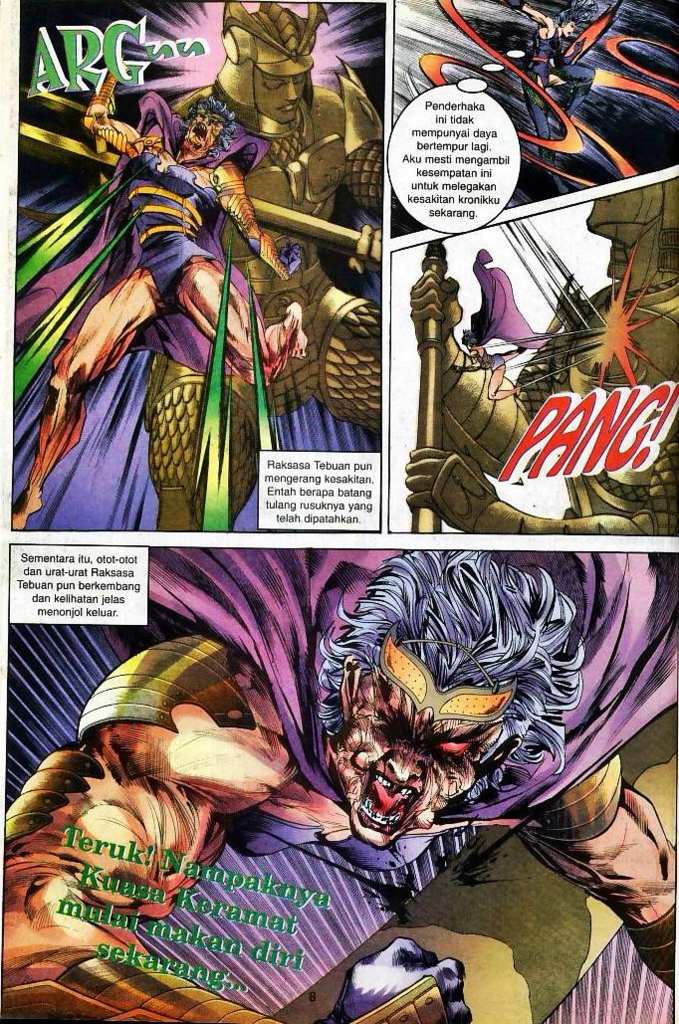 ARGnn
Raksasa Tebuan pun
mengerang kesakitan.
Entah berapa batang
tulang rusuknya yang
telah dipatahkan.
Penderhaka
ini tidak
mempunyai daya
bertempur lagi.
Aku mesti mengambil
kesempatan ini
untuk melegakan
kesakitan kronikku
sekarang.
PANG!
Sementara itu, otot-otot
dan urat-urat Raksasa
Tebuan pun berkembang
dan kelihatan jelas
menonjol keluar.
Teruk! Nampaknya
Kuasa Keramat
mulai makan diri
sekarang...
8